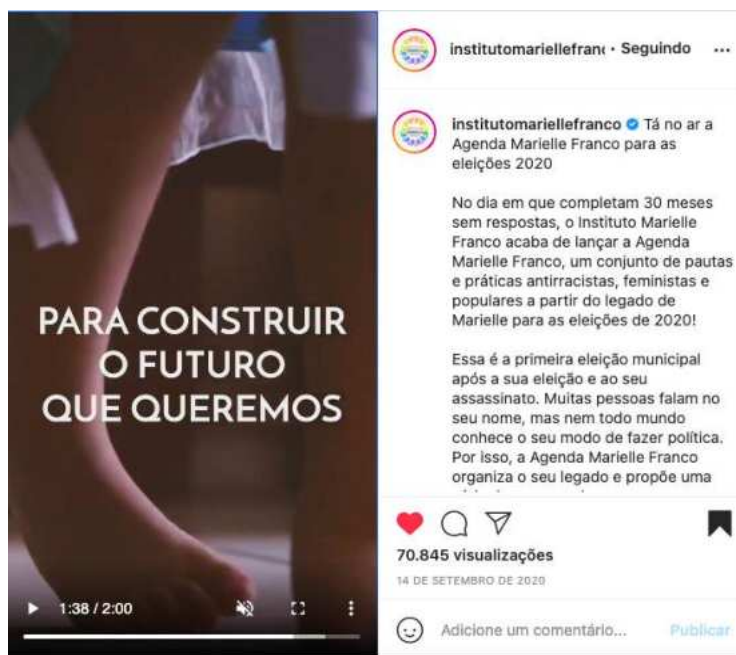 PARA CONSTRUIR
O FUTURO
QUE QUEREMOS
1:38 / 2:00
institutomariellefranc • Seguindo ...
institutomariellefranco Tá no ar a
Agenda Marielle Franco para as
eleições 2020
No dia em que completam 30 meses
sem respostas, o Instituto Marielle
Franco acaba de lançar a Agenda
Marielle Franco, um conjunto de pautas
e práticas antirracistas, feministas e
populares a partir do legado de
Marielle para as eleições de 2020!
Essa é a primeira eleição municipal
após a sua eleição e ao seu
assassinato. Muitas pessoas falam no
seu nome, mas nem todo mundo
conhece o seu modo de fazer política.
Por isso, a Agenda Marielle Franco
organiza o seu legado e propõe uma
70.845 visualizações
14 DE SETEMBRO DE 2020
Adicione um comentário... Publicar